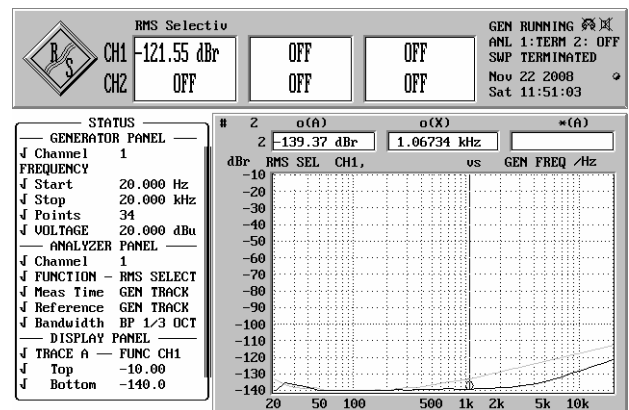 RMS Selectiv
GEN RUNNING
R&S CH1 -121.55 dBr OFF OFF
ANL 1:TERM 2: OFF
SWP TERMINATED
CH2 OFF OFF OFF
Nov 22 2008
Sat 11:51:03
STATUS
GENERATOR PANEL
√ Channel 1
FREQUENCY
√ Start 20.000 Hz
√ Stop 20.000 kHz
√ Points 34
√ VOLTAGE 20.000 dBu
ANALYZER PANEL
√ Channel 1
√ FUNCTION – RMS SELECT
√ Meas Time GEN TRACK
√ Reference GEN TRACK
√ Bandwidth BP 1/3 OCT
DISPLAY PANEL
√ TRACE A — FUNC CH1
√ Top -10.00
√ Bottom -140.0
# 2 o(A) o(X) *(A)
2 -139.37 dBr 1.06734 kHz
dBr RMS SEL CH1, vs GEN FREQ /Hz
-10
-20
-30
-40
-50
-60
-70
-80
-90
-100
-110
-120
-130
-140
20 50 100 500 1k 2k 5k 10k